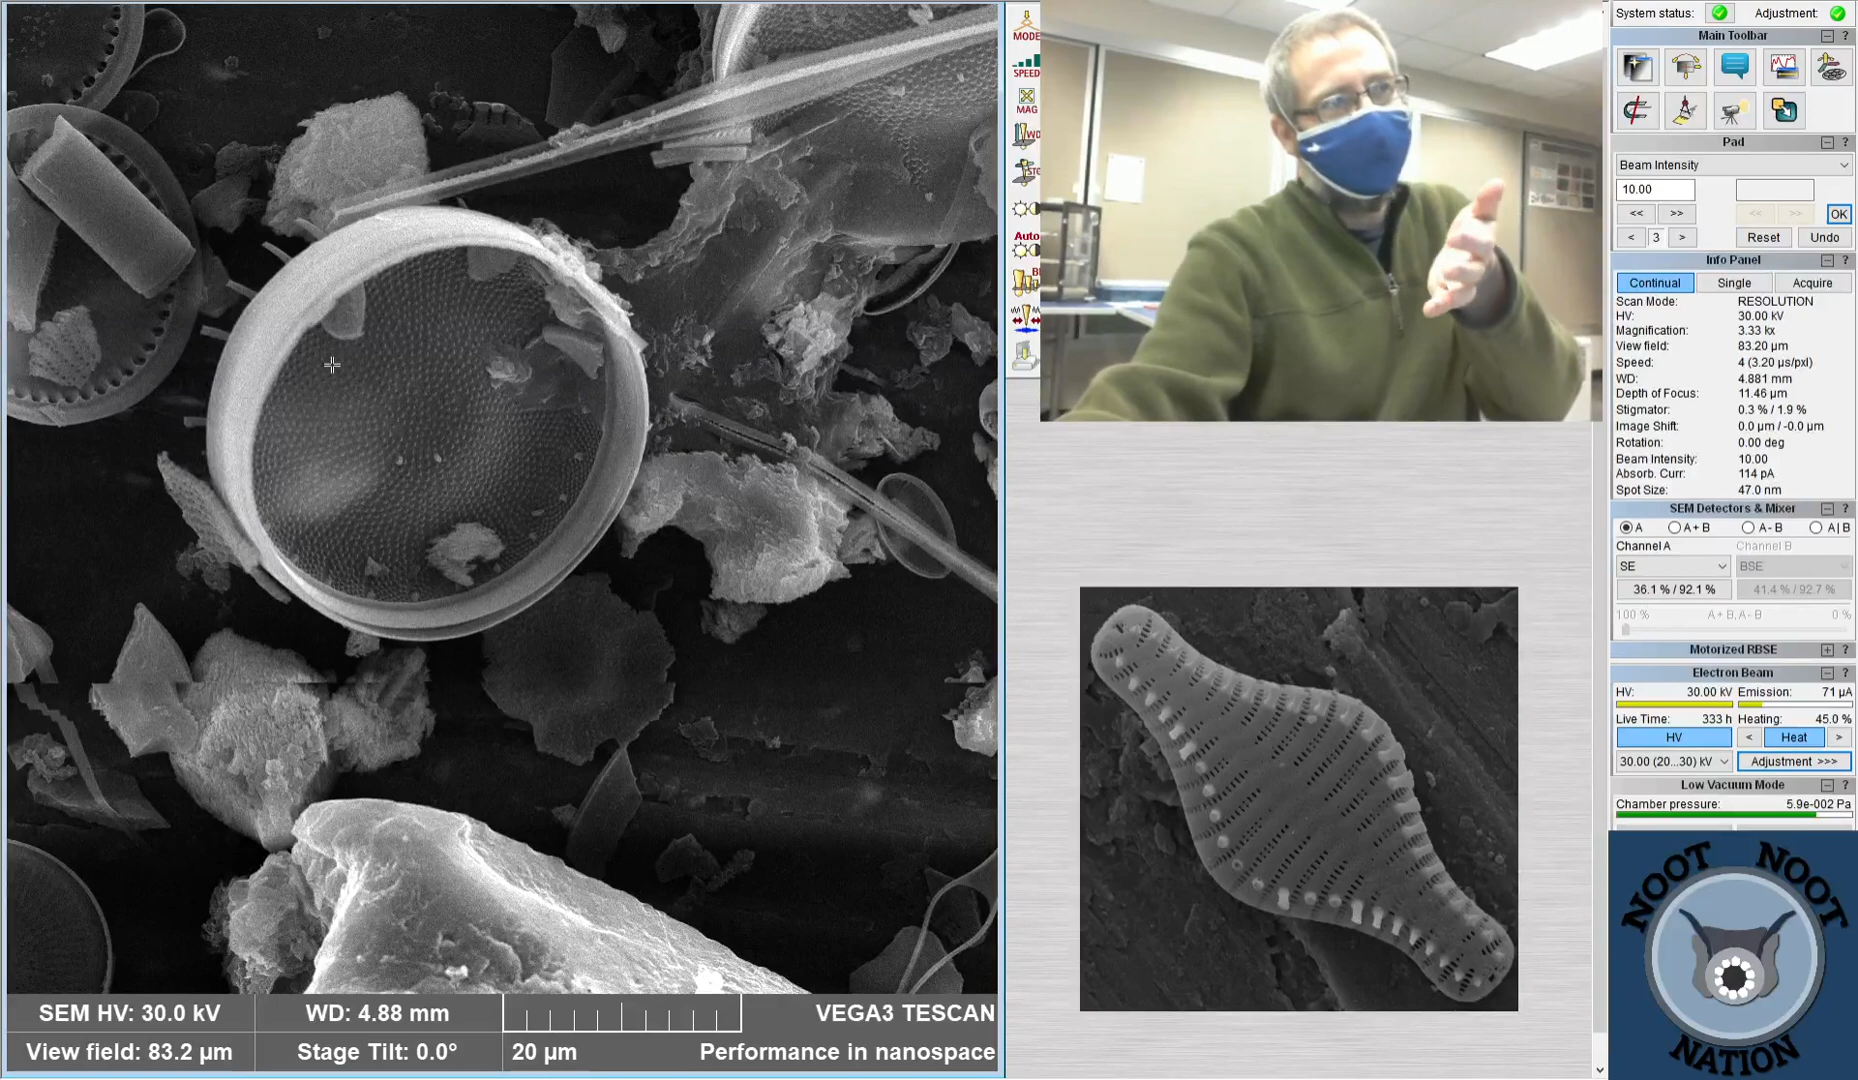 System status: Adjustment:
Main Toolbar ?
MODE
SPEED
MAG
WD
Auto
Pad ?
Beam Intensity
10.00
<< >> << >> OK
< 3 > Reset Undo
Info Panel ?
Continual Single Acquire
Scan Mode: RESOLUTION
HV: 30.00 kV
Magnification: 3.33 kx
View field: 83.20 µm
Speed: 4 (3.20 µs/pxl)
WD: 4.881 mm
Depth of Focus: 11.46 µm
Stigmator: 0.3 % / 1.9 %
Image Shift: 0.0 µm / -0.0 µm
Rotation: 0.00 deg
Beam Intensity: 10.00
Absorb. Curr: 114 pA
Spot Size: 47.0 nm
SEM Detectors & Mixer ?
A A + B A - B A | B
Channel A Channel B
SE BSE
36.1 % / 92.1 % 41.4 % / 92.7 %
100 % A + B, A - B 0 %
Motorized RBSE + ?
Electron Beam ?
HV: 30.00 kV Emission: 71 µA
Live Time: 333 h Heating: 45.0 %
HV < Heat >
30.00 (20...30) kV Adjustment >>>
Low Vacuum Mode ?
Chamber pressure: 5.9e-002 Pa
NOOT NOOT
NATION
SEM HV: 30.0 kV WD: 4.88 mm VEGA3 TESCAN
View field: 83.2 µm Stage Tilt: 0.0° 20 µm Performance in nanospace